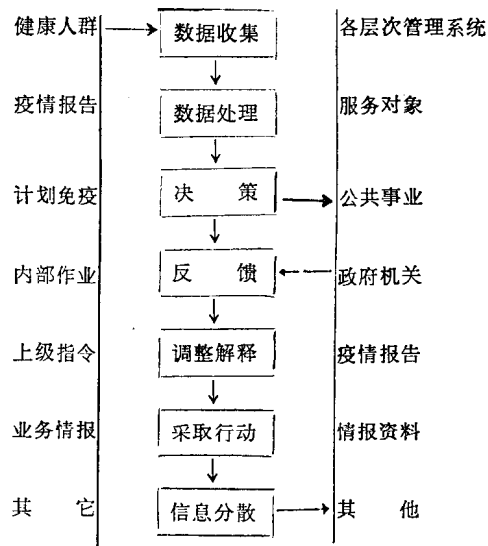 健康人群 数据收集 各层次管理系统
疫情报告 数据处理 服务对象
计划免疫 决 策 公共事业
内部作业 反 馈 政府机关
上级指令 调整解释 疫情报告
业务情报 采取行动 情报资料
其 它 信息分散 其 他